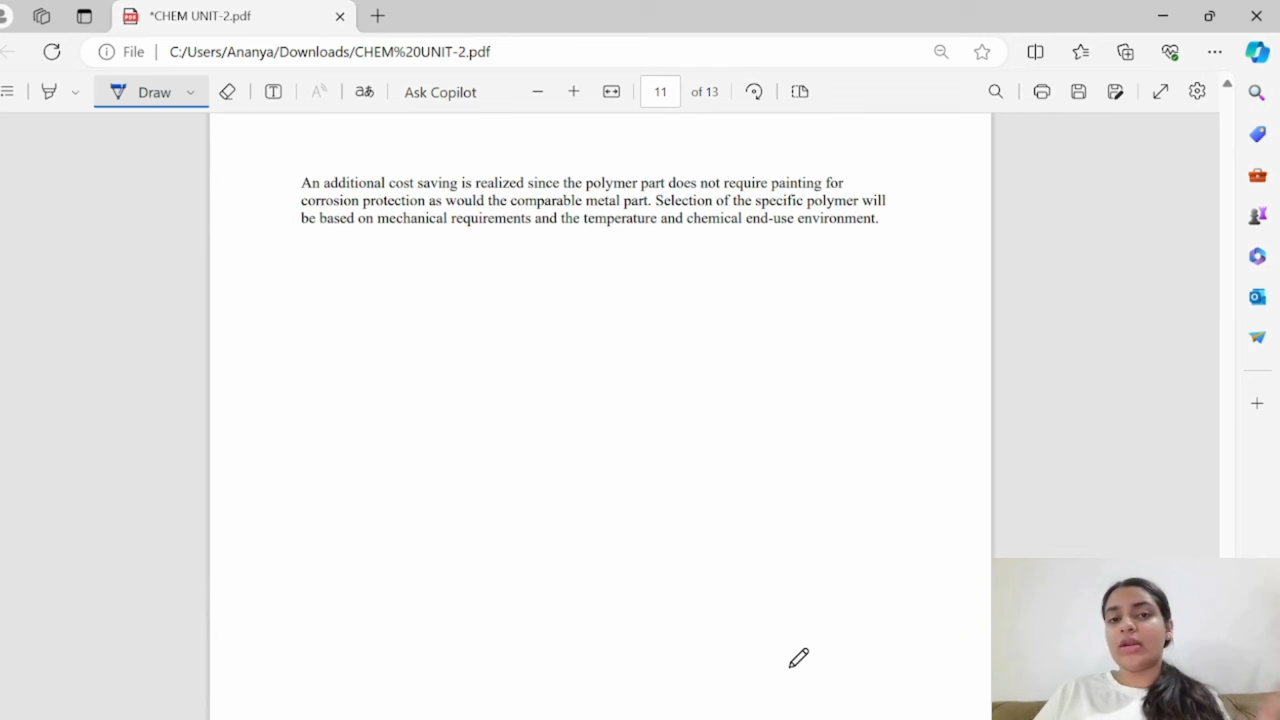 *CHEM UNIT-2.pdf
File
C:/Users/Ananya/Downloads/CHEM%20UNIT-2.pdf
Draw
aあ
Ask Copilot
11 of 13
An additional cost saving is realized since the polymer part does not require painting for
corrosion protection as would the comparable metal part. Selection of the specific polymer will
be based on mechanical requirements and the temperature and chemical end-use environment.